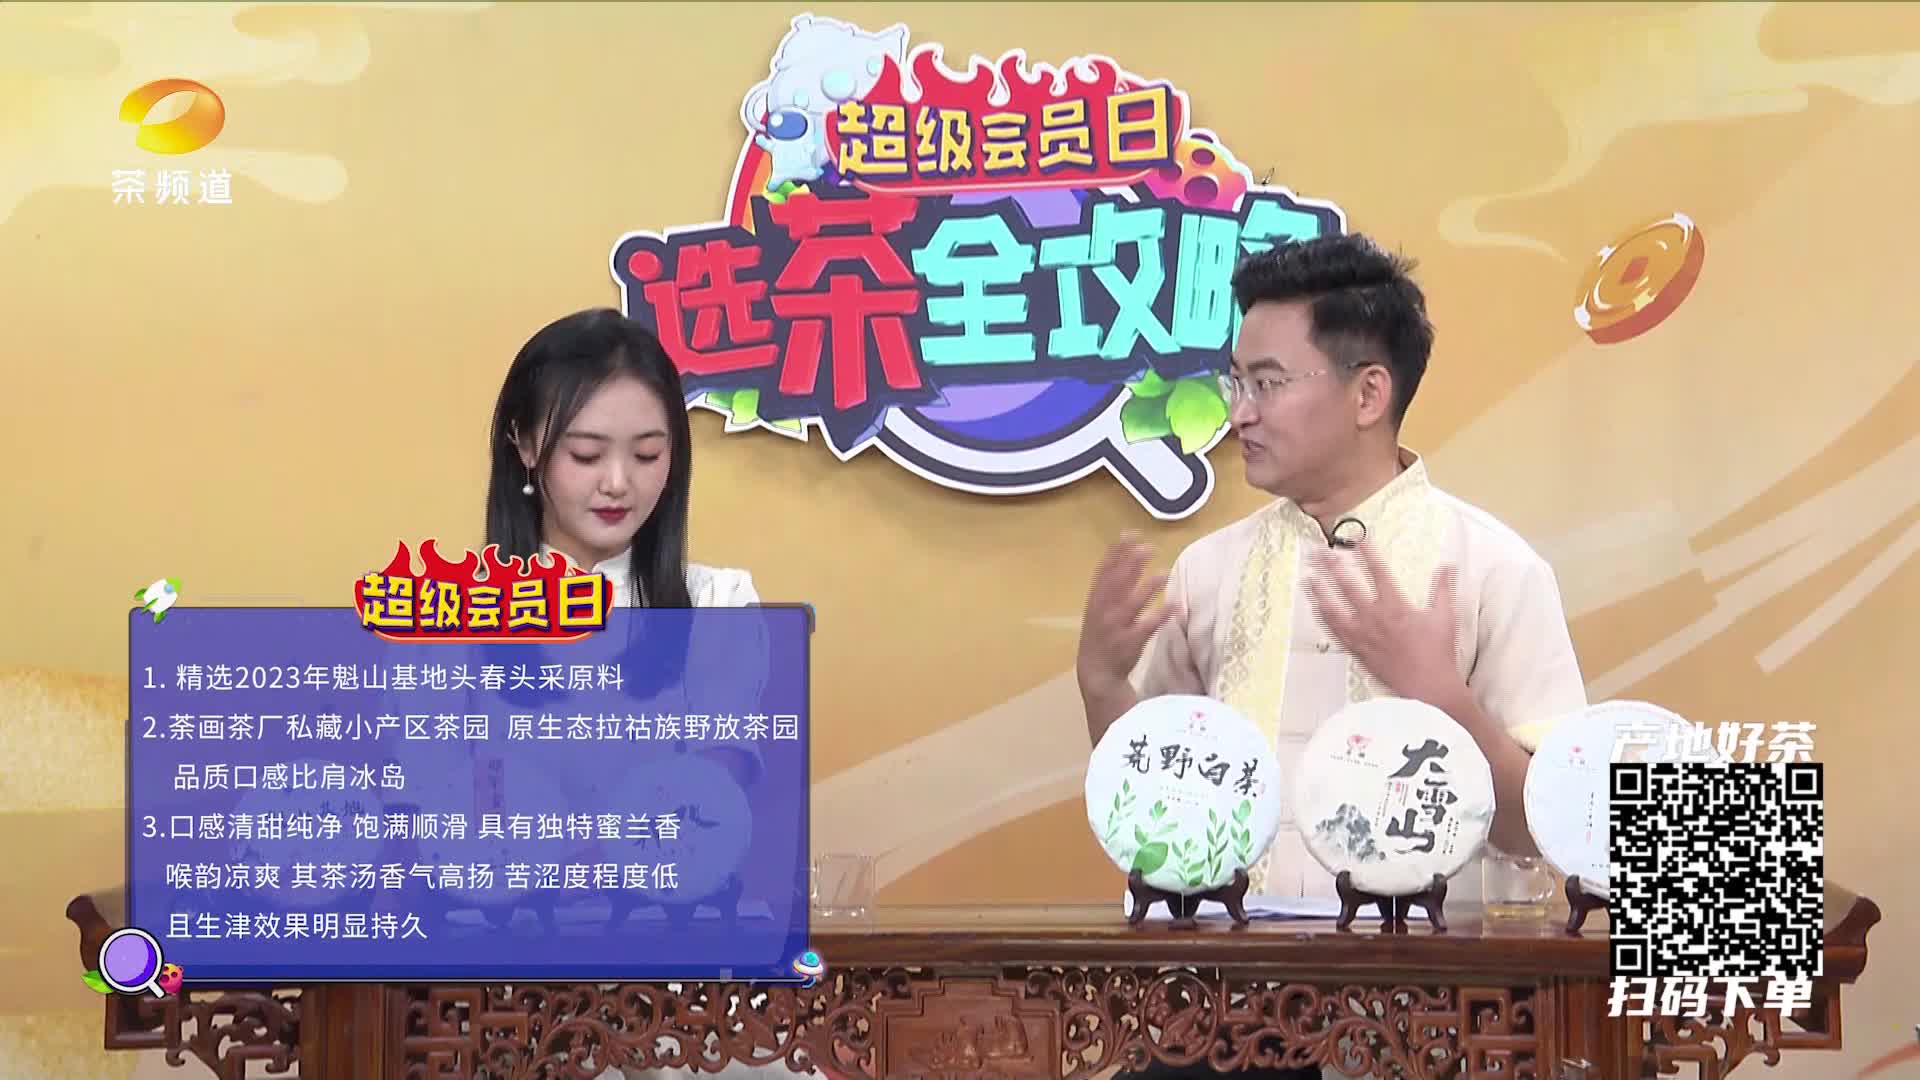 茶频道
超级会员日
选茶全攻略
超级会员日
1. 精选2023年魁山基地头春头采原料
2.荼画茶厂私藏小产区茶园 原生态拉祜族野放茶园
品质口感比肩冰岛
3.口感清甜纯净 饱满顺滑 具有独特蜜兰香
喉韵凉爽 其茶汤香气高扬 苦涩度程度低
且生津效果明显持久
荒野白茶
大雪山
产地好茶
扫码下单